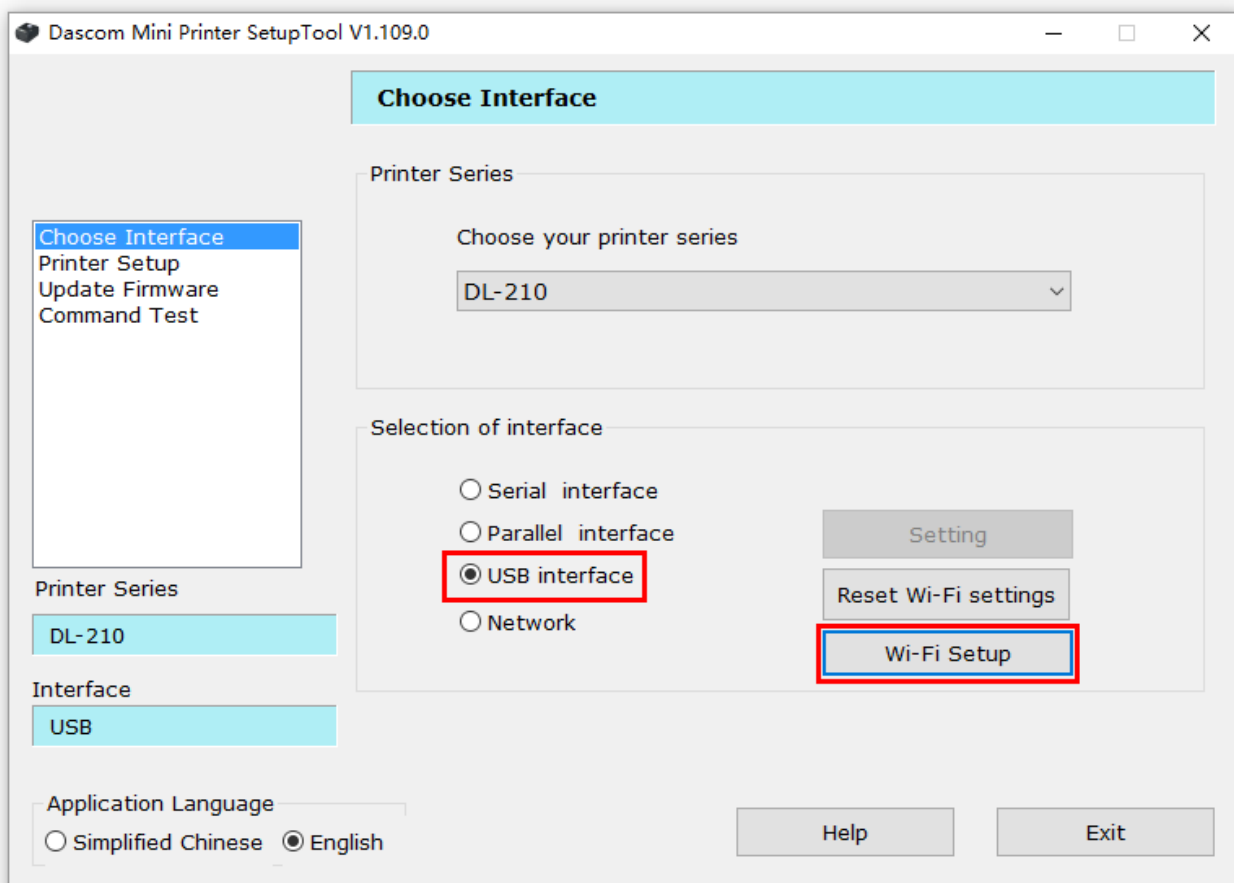 Dascom Mini Printer SetupTool V1.109.0
Choose Interface
Printer Series
Choose your printer series
DL-210
Choose Interface
Printer Setup
Update Firmware
Command Test
Selection of interface
Serial interface
Parallel interface
USB interface
Network
Setting
Reset Wi-Fi settings
Wi-Fi Setup
Printer Series
DL-210
Interface
USB
Application Language
Simplified Chinese English
Help
Exit